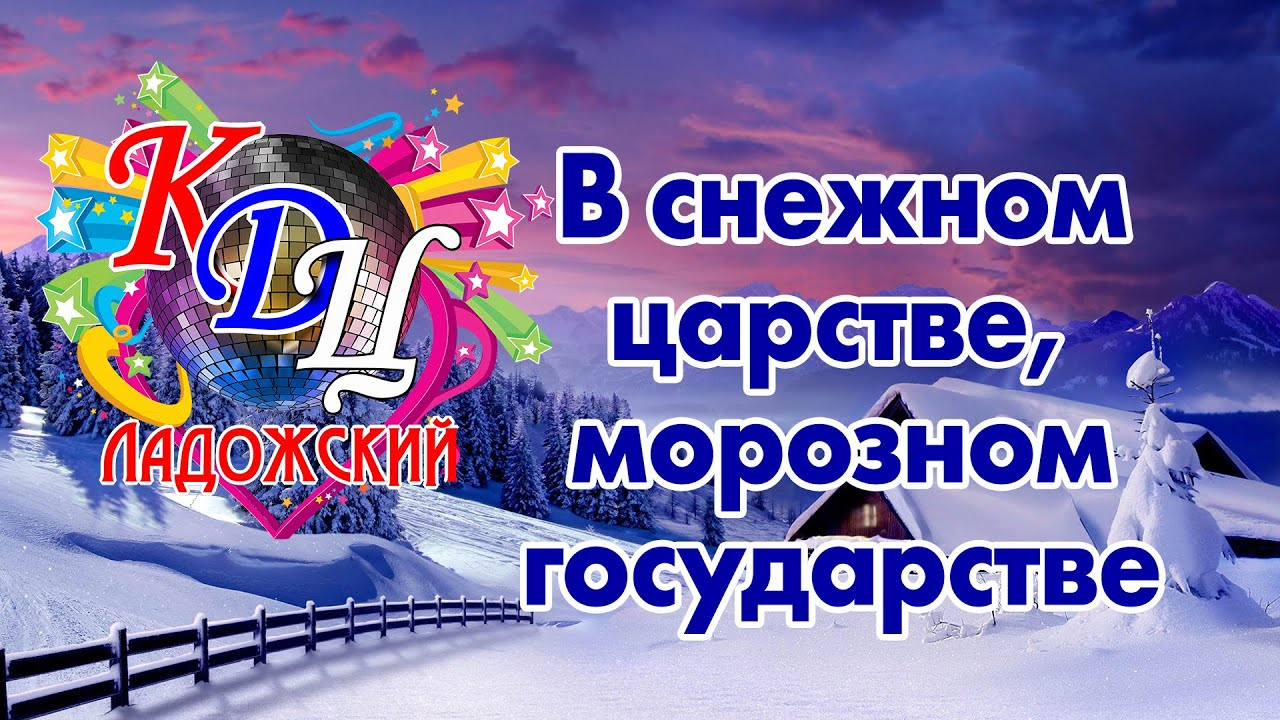 КДЦ
ЛАДОЖСКИЙ
В снежном
царстве,
морозном
государстве